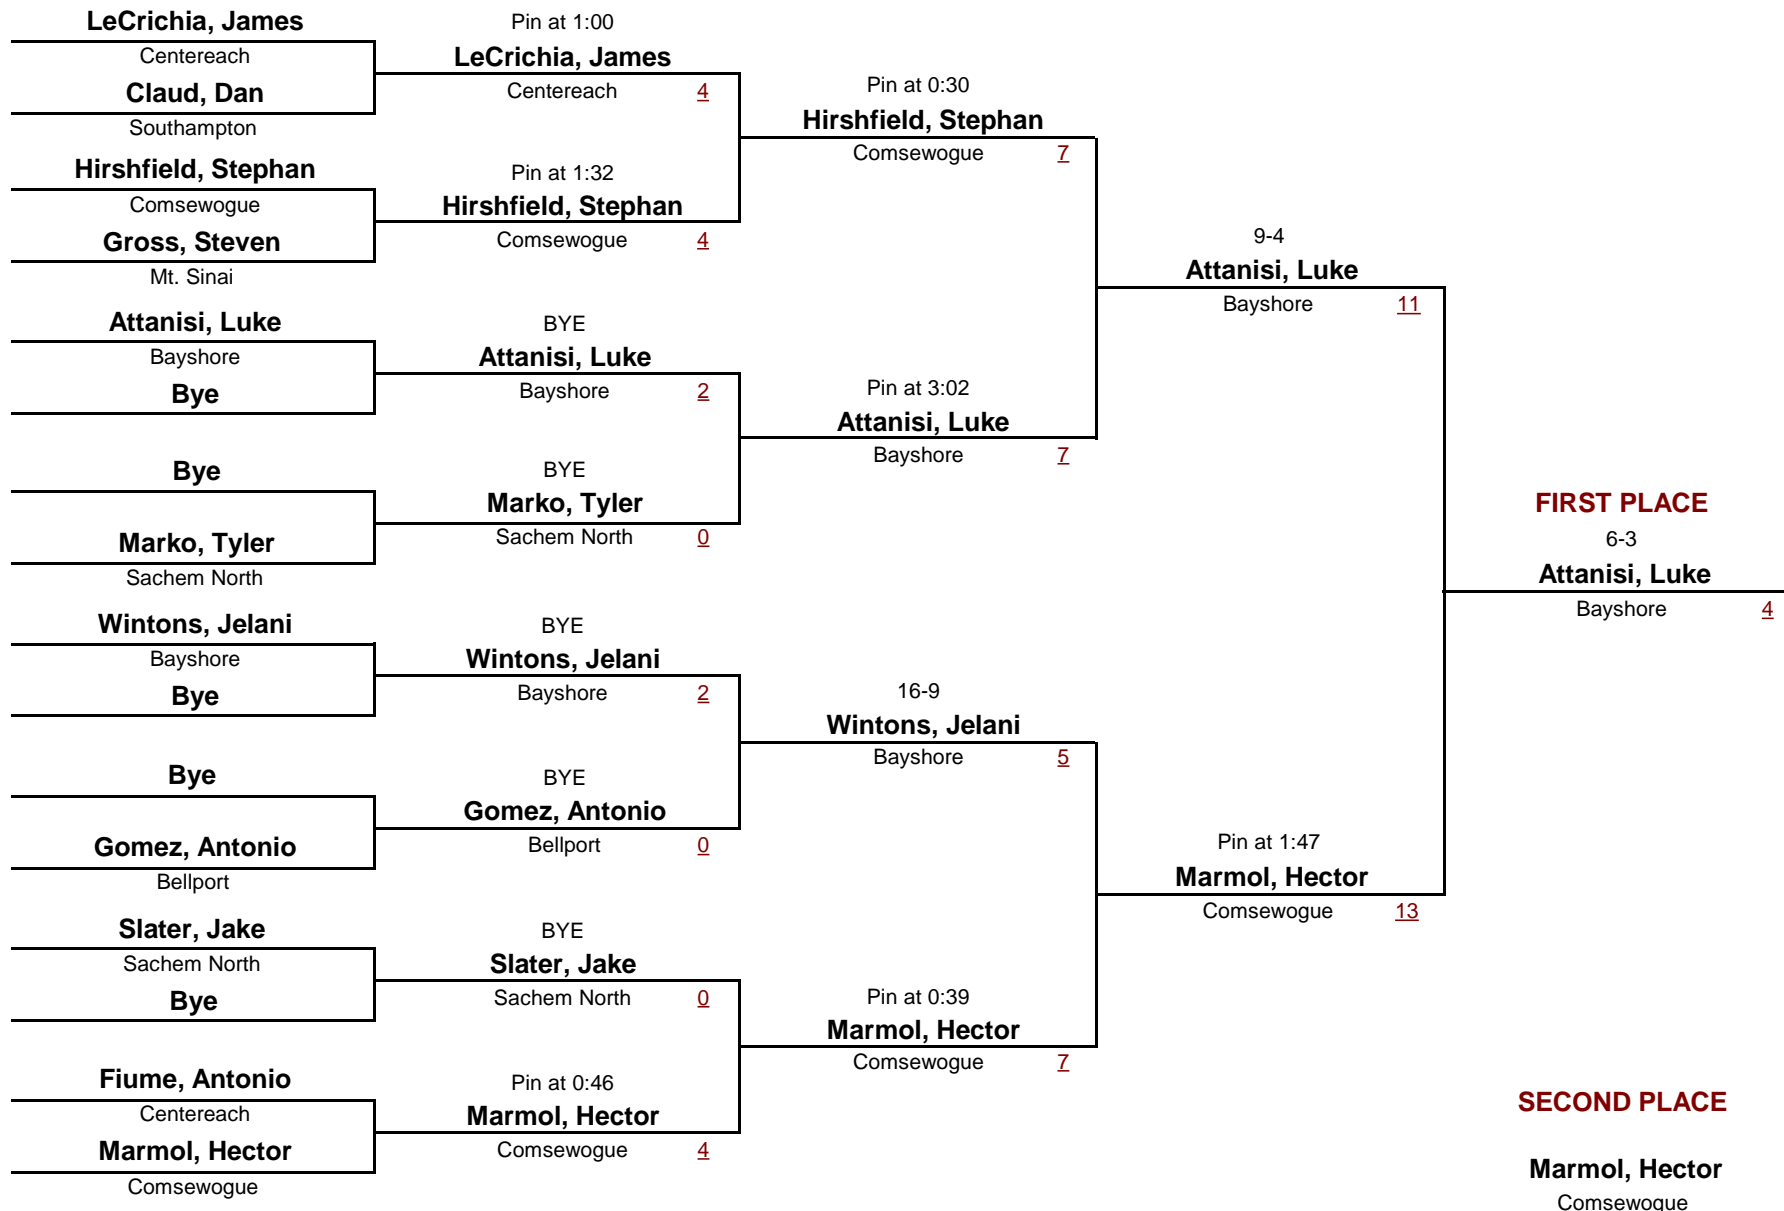 LeCrichia, James
Centereach
Claud, Dan
Southampton
Hirshfield, Stephan
Comsewogue
Gross, Steven
Mt. Sinai
Attanisi, Luke
Bayshore
Bye
Bye
Marko, Tyler
Sachem North
Wintons, Jelani
Bayshore
Bye
Bye
Gomez, Antonio
Bellport
Slater, Jake
Sachem North
Bye
Fiume, Antonio
Centereach
Marmol, Hector
Comsewogue
Pin at 1:00
LeCrichia, James
Centereach 4
Pin at 1:32
Hirshfield, Stephan
Comsewogue 4
BYE
Attanisi, Luke
Bayshore 2
BYE
Marko, Tyler
Sachem North 0
BYE
Wintons, Jelani
Bayshore 2
BYE
Gomez, Antonio
Bellport 0
BYE
Slater, Jake
Sachem North 0
Pin at 0:46
Marmol, Hector
Comsewogue 4
Pin at 0:30
Hirshfield, Stephan
Comsewogue 7
Pin at 3:02
Attanisi, Luke
Bayshore 7
16-9
Wintons, Jelani
Bayshore 5
Pin at 0:39
Marmol, Hector
Comsewogue 7
9-4
Attanisi, Luke
Bayshore 11
Pin at 1:47
Marmol, Hector
Comsewogue 13
FIRST PLACE
6-3
Attanisi, Luke
Bayshore 4
SECOND PLACE
Marmol, Hector
Comsewogue